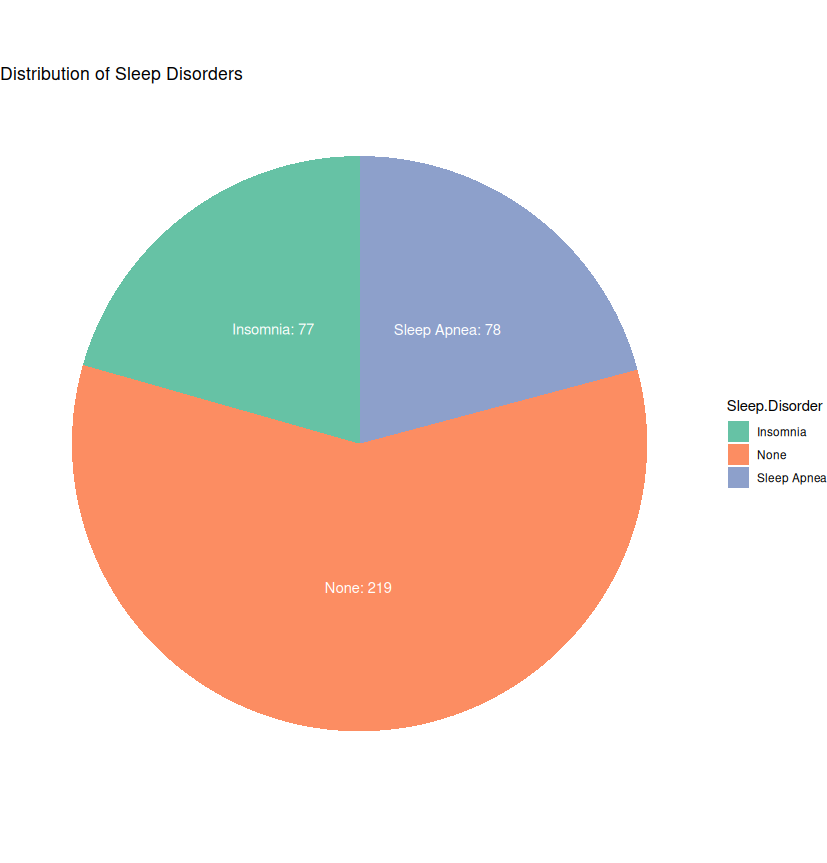 Distribution of Sleep Disorders
Insomnia: 77
Sleep Apnea: 78
None: 219
Sleep.Disorder
Insomnia
None
Sleep Apnea